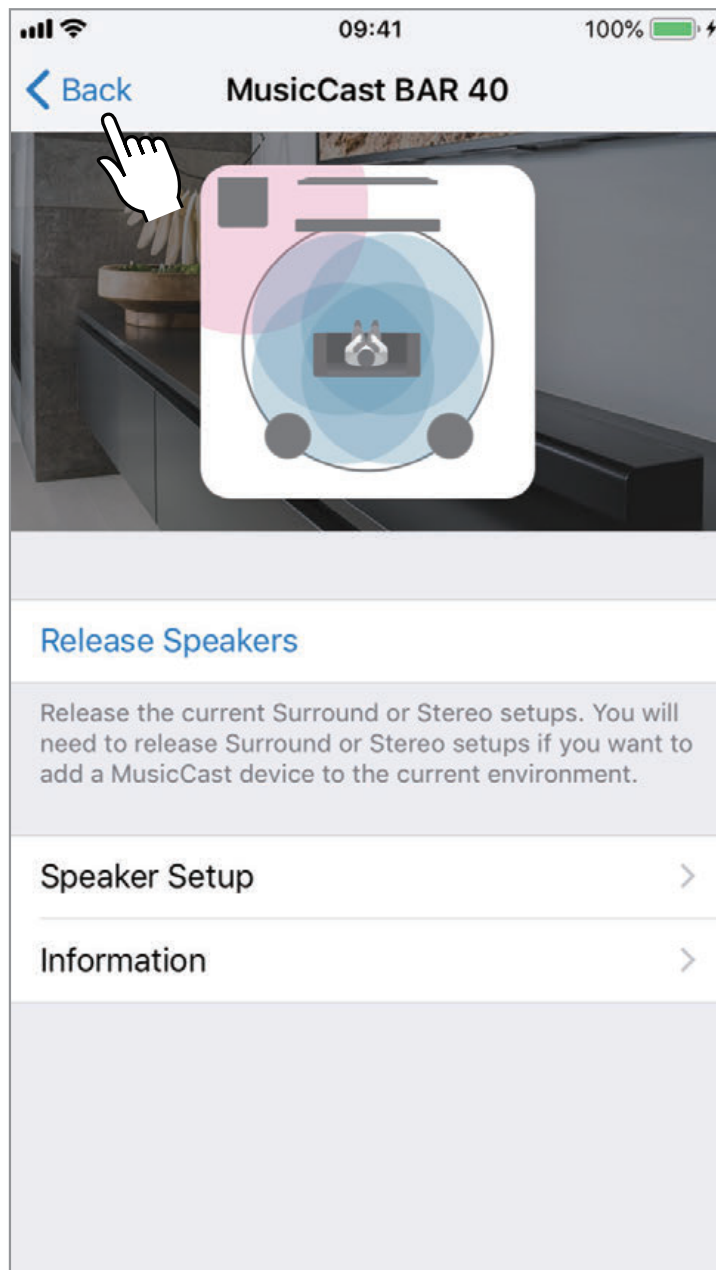 09:41
100%
Back
MusicCast BAR 40
Release Speakers
Release the current Surround or Stereo setups. You will
need to release Surround or Stereo setups if you want to
add a MusicCast device to the current environment.
Speaker Setup
Information